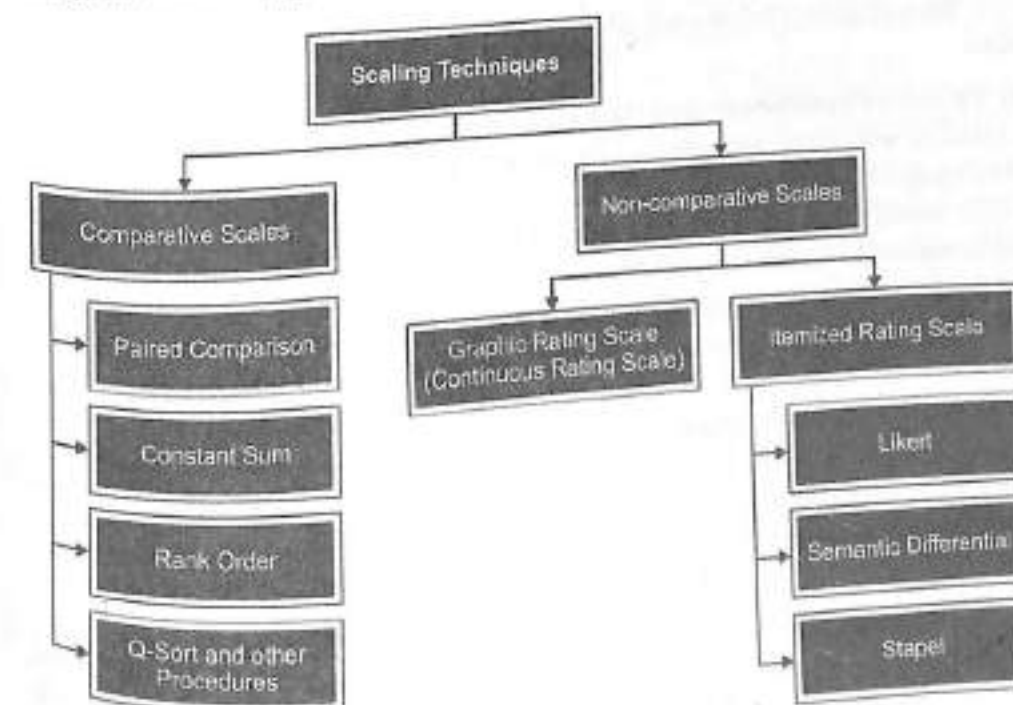 Scaling Techniques
Comparative Scales
Non-comparative Scales
Paired Comparison
Constant Sum
Rank Order
Q-Sort and other
Procedures
Graphic Rating Scale
(Continuous Rating Scale)
Itemized Rating Scale
Likert
Semantic Differential
Stapel